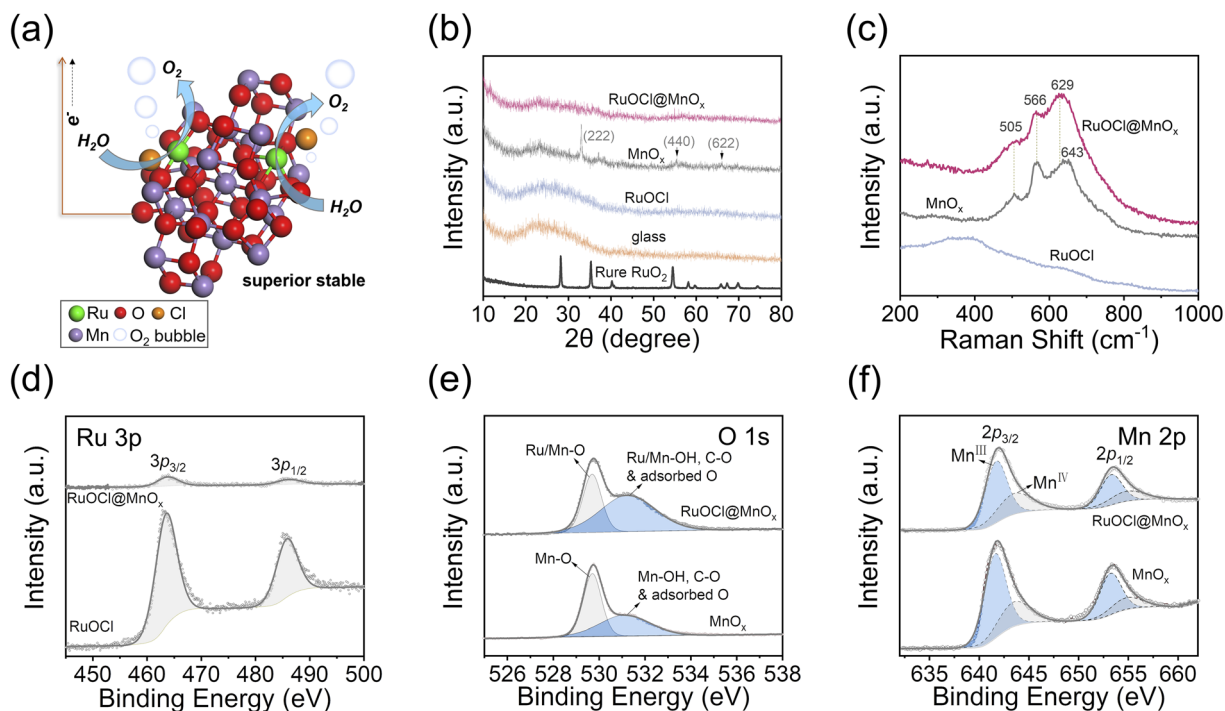 (a)
e-
O2
O2
H2O
H2O
superior stable
Ru O Cl
Mn O2 bubble
(b)
Intensity (a.u.)
RuOCl@MnOx
(222)
(440)
(622)
MnOx
RuOCl
glass
Rure RuO2
10 20 30 40 50 60 70 80
2θ (degree)
(c)
Intensity (a.u.)
629
566
505
RuOCl@MnOx
643
MnOx
RuOCl
200 400 600 800 1000
Raman Shift (cm-1)
(d)
Intensity (a.u.)
Ru 3p
3p3/2
3p1/2
RuOCl@MnOx
RuOCl
450 460 470 480 490 500
Binding Energy (eV)
(e)
Intensity (a.u.)
O 1s
Ru/Mn-O
Ru/Mn-OH, C-O
& adsorbed O
RuOCl@MnOx
Mn-O
Mn-OH, C-O
& adsorbed O
MnOx
526 528 530 532 534 536 538
Binding Energy (eV)
(f)
Intensity (a.u.)
Mn 2p
2p3/2
MnIII
2p1/2
MnIV
RuOCl@MnOx
MnOx
635 640 645 650 655 660
Binding Energy (eV)